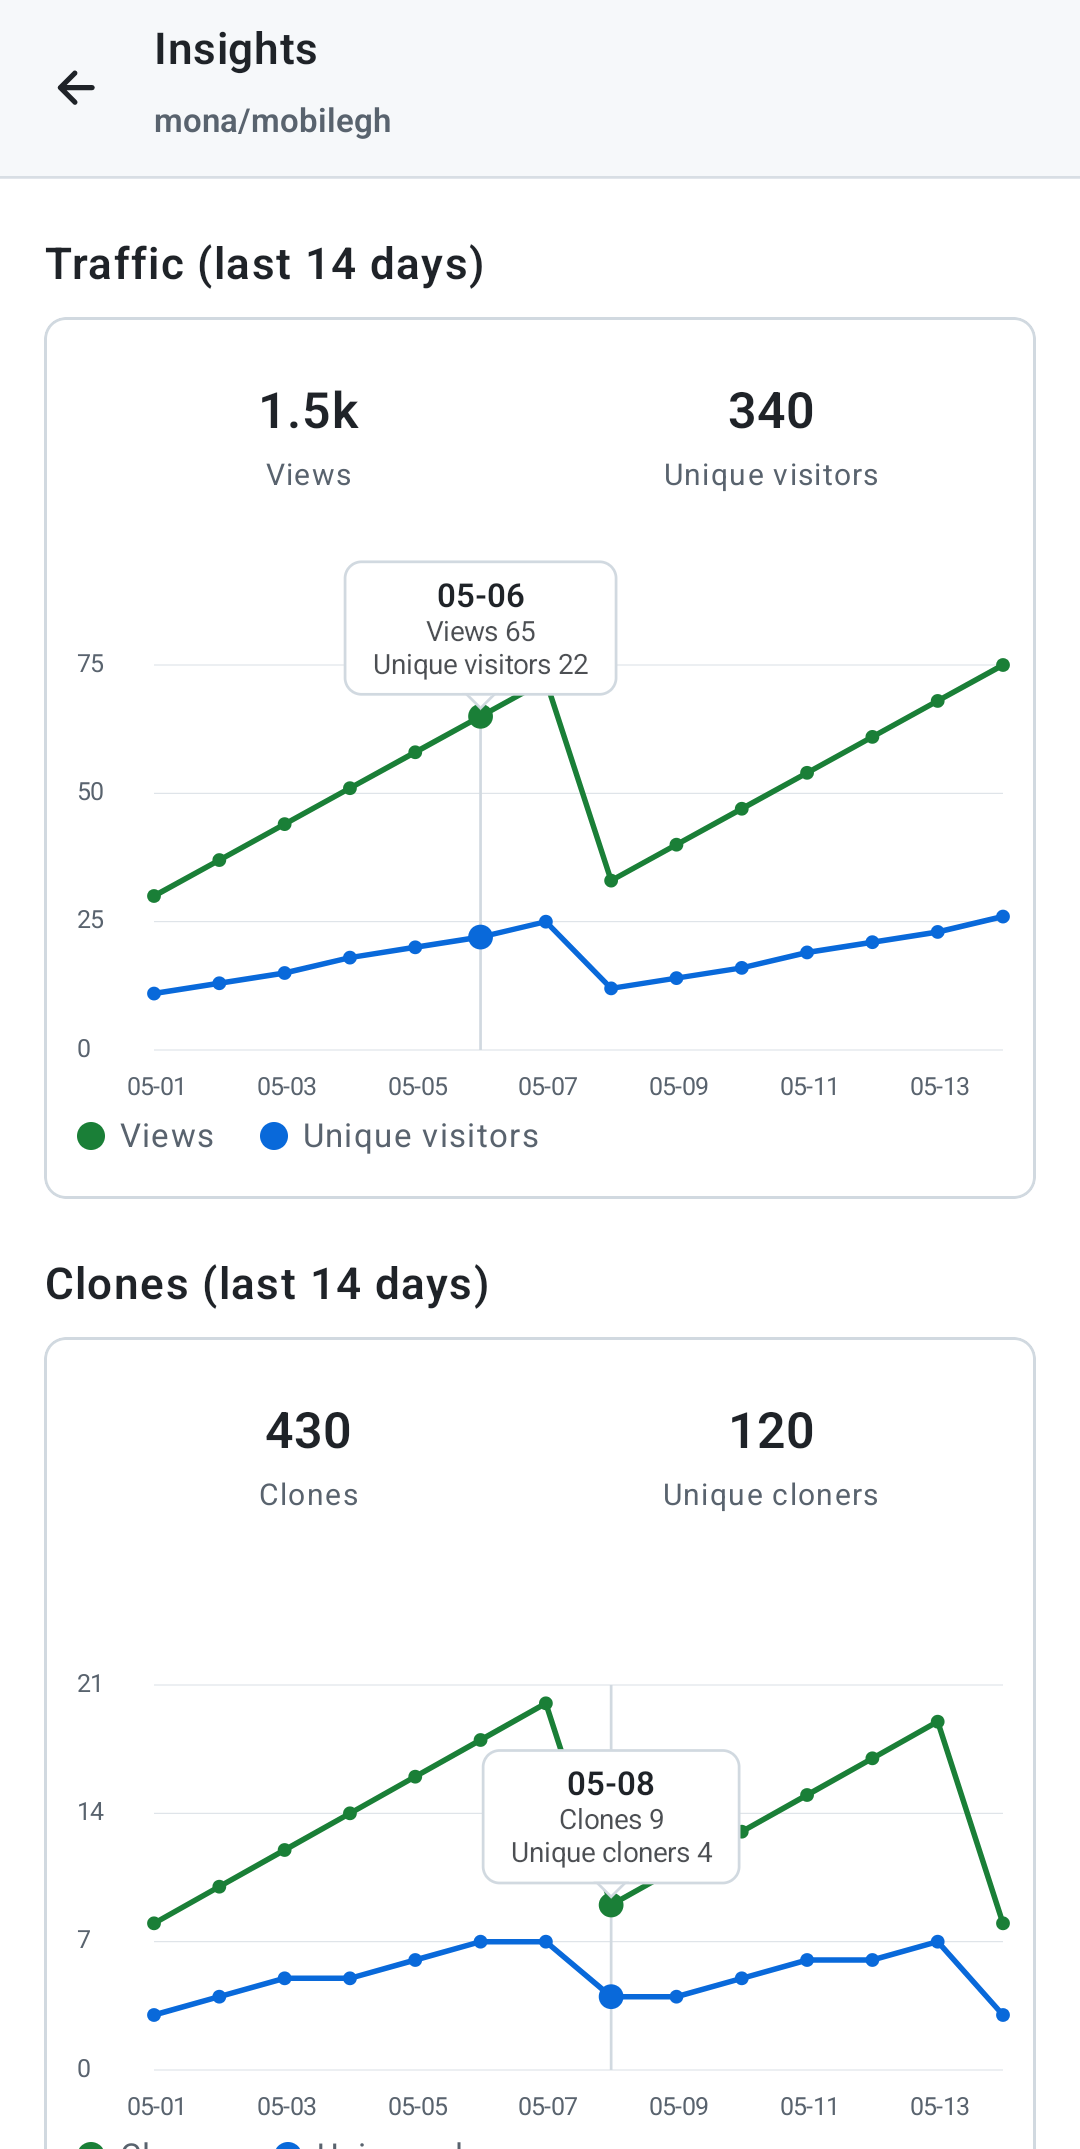 Insights
mona/mobilegh
Traffic (last 14 days)
1.5k
Views
340
Unique visitors
05-06
Views 65
Unique visitors 22
75
50
25
0
05-01 05-03 05-05 05-07 05-09 05-11 05-13
Views Unique visitors
Clones (last 14 days)
430
Clones
120
Unique cloners
21
05-08
Clones 9
Unique cloners 4
14
7
0
05-01 05-03 05-05 05-07 05-09 05-11 05-13